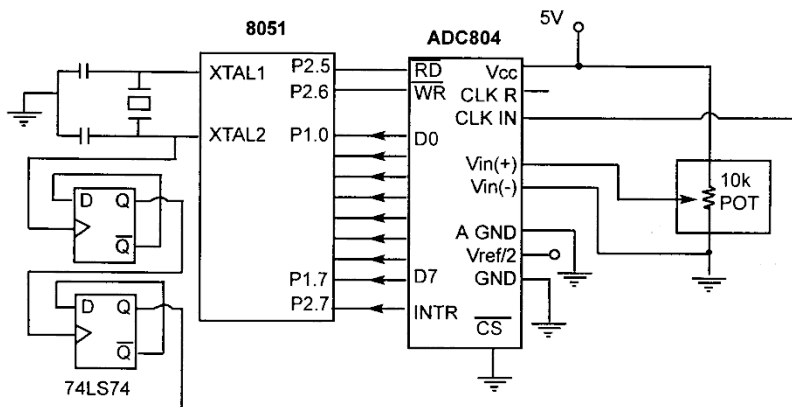 8051
ADC804
5V
XTAL1
XTAL2
P2.5
P2.6
P1.0
P1.7
P2.7
RD
WR
D0
D7
INTR
CS
Vcc
CLK R
CLK IN
Vin(+)
Vin(-)
A GND
Vref/2
GND
10k
POT
D Q
Q
D Q
Q
74LS74